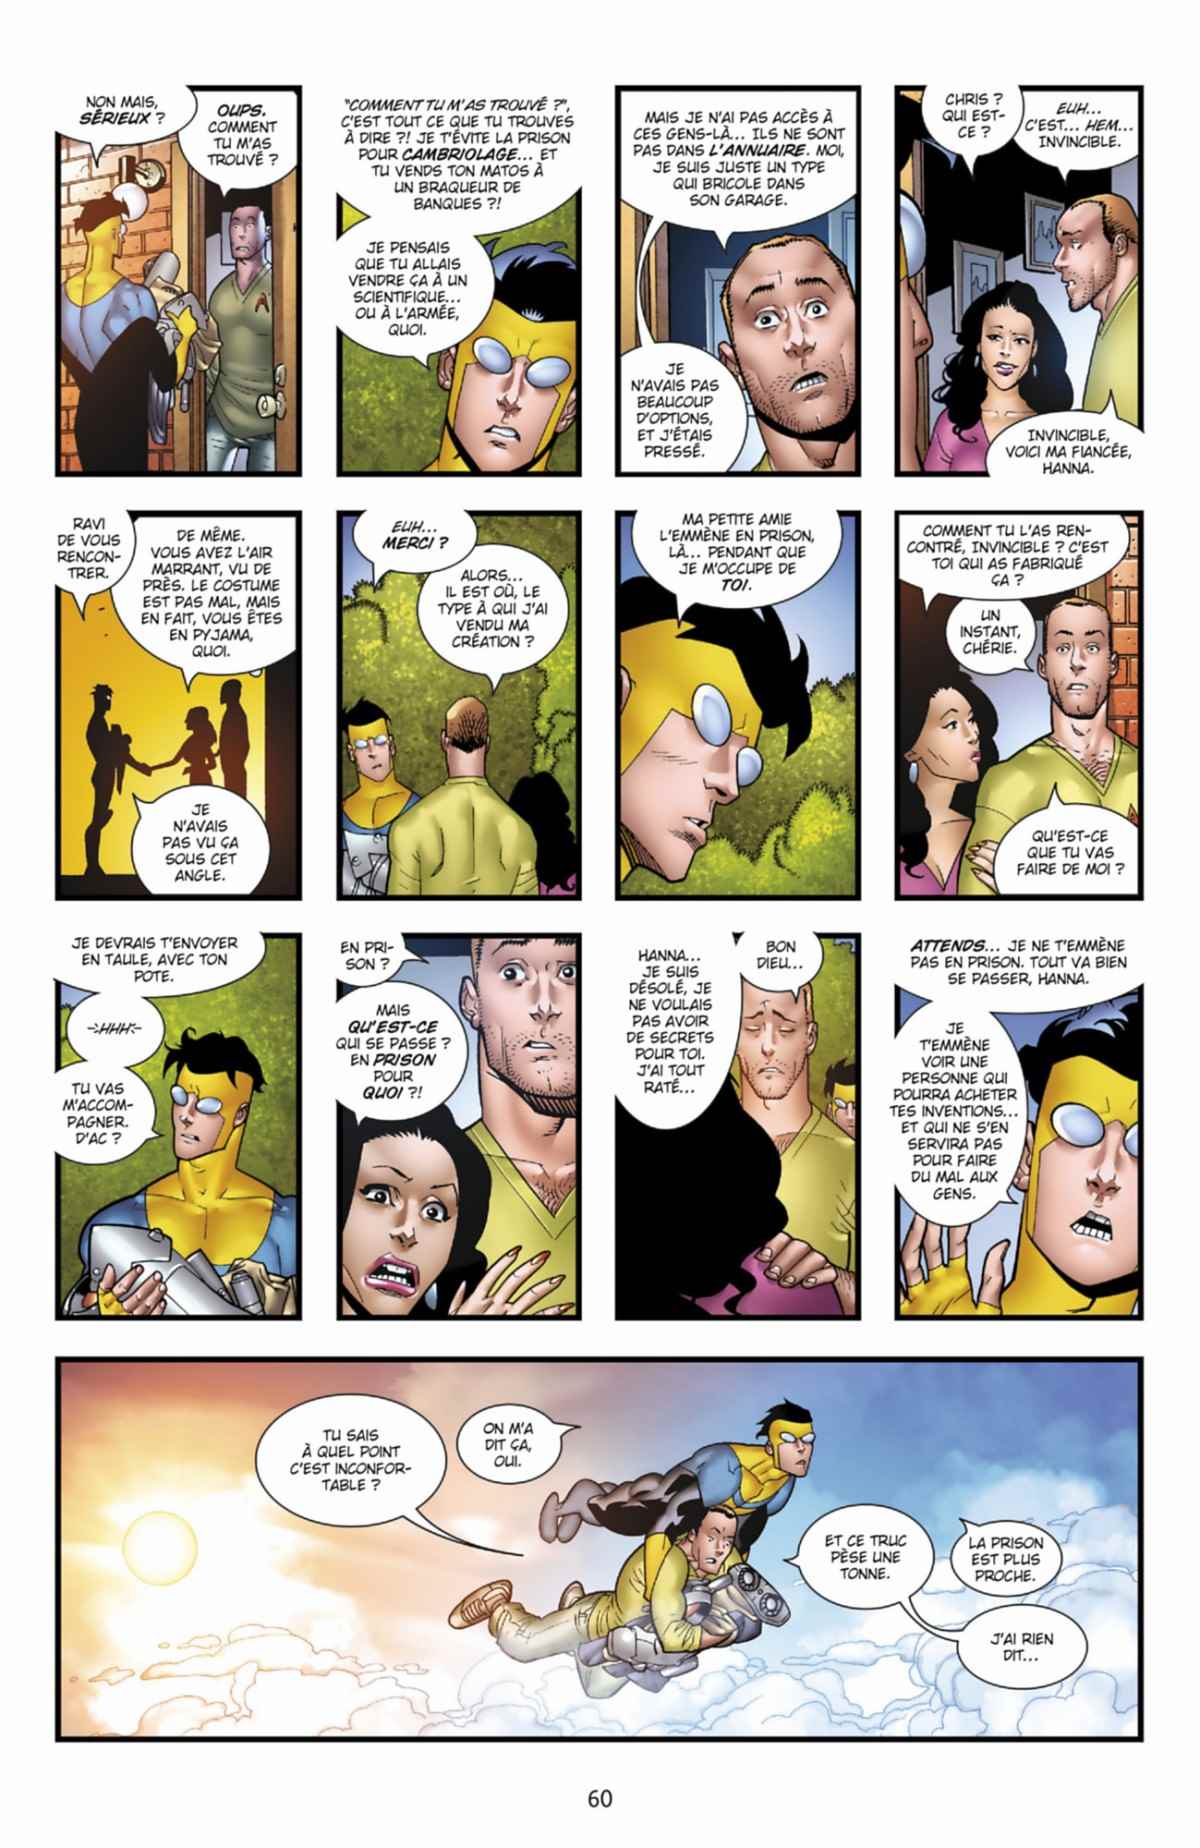 NON MAIS,
SÉRIEUX ?
OUPS.
COMMENT
TU M'AS
TROUVÉ ?
"COMMENT TU M'AS TROUVÉ ?",
C'EST TOUT CE QUE TU TROUVES
À DIRE ?! JE T'ÉVITE LA PRISON
POUR CAMBRIOLAGE... ET
TU VENDS TON MATOS À
UN BRAQUEUR DE
BANQUES ?!
JE PENSAIS
QUE TU ALLAIS
VENDRE ÇA À UN
SCIENTIFIQUE...
OU À L'ARMÉE,
QUOI.
MAIS JE N'AI PAS ACCÈS À
CES GENS-LÀ... ILS NE SONT
PAS DANS L'ANNUAIRE. MOI,
JE SUIS JUSTE UN TYPE
QUI BRICOLE DANS
SON GARAGE.
JE
N'AVAIS PAS
BEAUCOUP
D'OPTIONS,
ET J'ÉTAIS
PRESSÉ.
CHRIS ?
QUI EST-
CE ?
EUH...
C'EST... HEM...
INVINCIBLE.
INVINCIBLE,
VOICI MA FIANCÉE,
HANNA.
RAVI
DE VOUS
RENCON-
TRER.
DE MÊME.
VOUS AVEZ L'AIR
MARRANT, VU DE
PRÈS. LE COSTUME
EST PAS MAL, MAIS
EN FAIT, VOUS ÊTES
EN PYJAMA,
QUOI.
JE
N'AVAIS
PAS VU ÇA
SOUS CET
ANGLE.
EUH...
MERCI ?
ALORS...
IL EST OÙ, LE
TYPE À QUI J'AI
VENDU MA
CRÉATION ?
MA PETITE AMIE
L'EMMÈNE EN PRISON,
LÀ... PENDANT QUE
JE M'OCCUPE DE
TOI.
COMMENT TU L'AS REN-
CONTRÉ, INVINCIBLE ? C'EST
TOI QUI AS FABRIQUÉ
ÇA ?
UN
INSTANT,
CHÉRIE.
QU'EST-CE
QUE TU VAS
FAIRE DE MOI ?
JE DEVRAIS T'ENVOYER
EN TAULE, AVEC TON
POTE.
-HHH-
TU VAS
M'ACCOM-
PAGNER.
D'AC ?
EN PRI-
SON ?
MAIS
QU'EST-CE
QUI SE PASSE ?
EN PRISON
POUR
QUOI ?!
HANNA...
JE SUIS
DÉSOLÉ, JE
NE VOULAIS
PAS AVOIR
DE SECRETS
POUR TOI.
J'AI TOUT
RATÉ...
BON
DIEU...
ATTENDS... JE NE T'EMMÈNE
PAS EN PRISON. TOUT VA BIEN
SE PASSER, HANNA.
JE
T'EMMÈNE
VOIR UNE
PERSONNE QUI
POURRA ACHETER
TES INVENTIONS...
ET QUI NE S'EN
SERVIRA PAS
POUR FAIRE
DU MAL AUX
GENS.
TU SAIS
À QUEL POINT
C'EST INCONFOR-
TABLE ?
ON M'A
DIT ÇA,
OUI.
ET CE TRUC
PÈSE UNE
TONNE.
LA PRISON
EST PLUS
PROCHE.
J'AI RIEN
DIT...
60